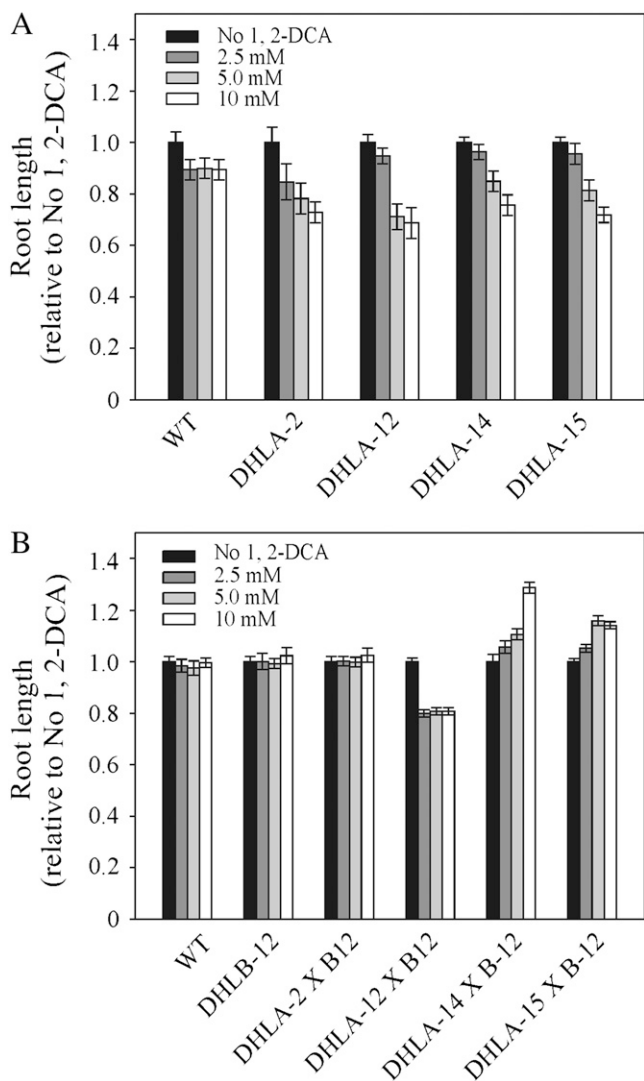 A
1.4
1.2
1.0
0.8
0.6
0.4
0.2
0
Root length
(relative to No 1, 2-DCA)
No 1, 2-DCA
2.5 mM
5.0 mM
10 mM
WT
DHLA-2
DHLA-12
DHLA-14
DHLA-15
B
1.4
1.2
1.0
0.8
0.6
0.4
0.2
0
Root length
(relative to No 1, 2-DCA)
No 1, 2-DCA
2.5 mM
5.0 mM
10 mM
WT
DHLB-12
DHLA-2 X B12
DHLA-12 X B12
DHLA-14 X B-12
DHLA-15 X B-12